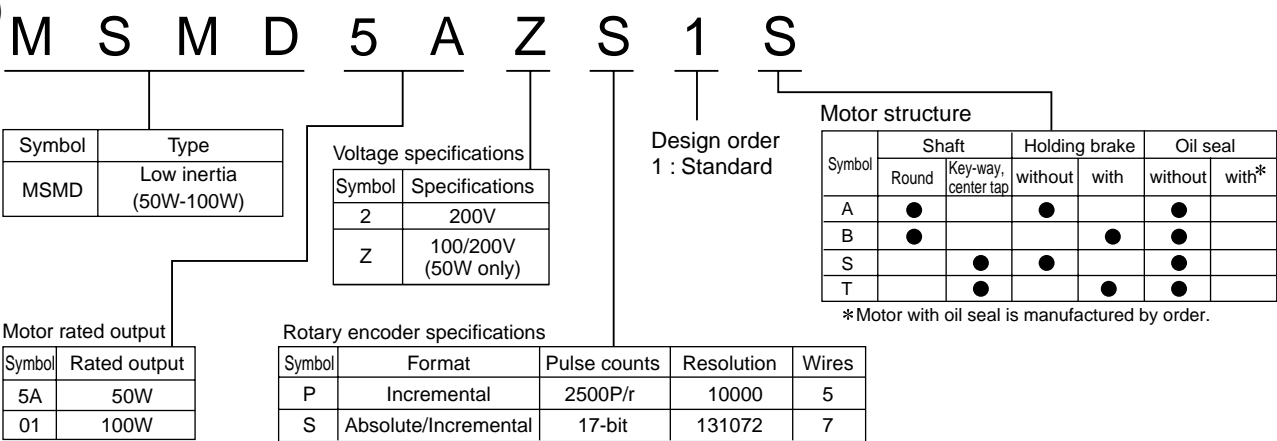 M S M D 5 A Z S 1 S
Symbol Type
MSMD Low inertia (50W-100W)
Voltage specifications
Symbol Specifications
2 200V
Z 100/200V (50W only)
Design order
1 : Standard
Motor structure
Symbol Shaft Holding brake Oil seal
Round Key-way, center tap without with without with*
A ● ● ●
B ● ● ●
S ● ● ●
T ● ● ●
*Motor with oil seal is manufactured by order.
Motor rated output
Symbol Rated output
5A 50W
01 100W
Rotary encoder specifications
Symbol Format Pulse counts Resolution Wires
P Incremental 2500P/r 10000 5
S Absolute/Incremental 17-bit 131072 7